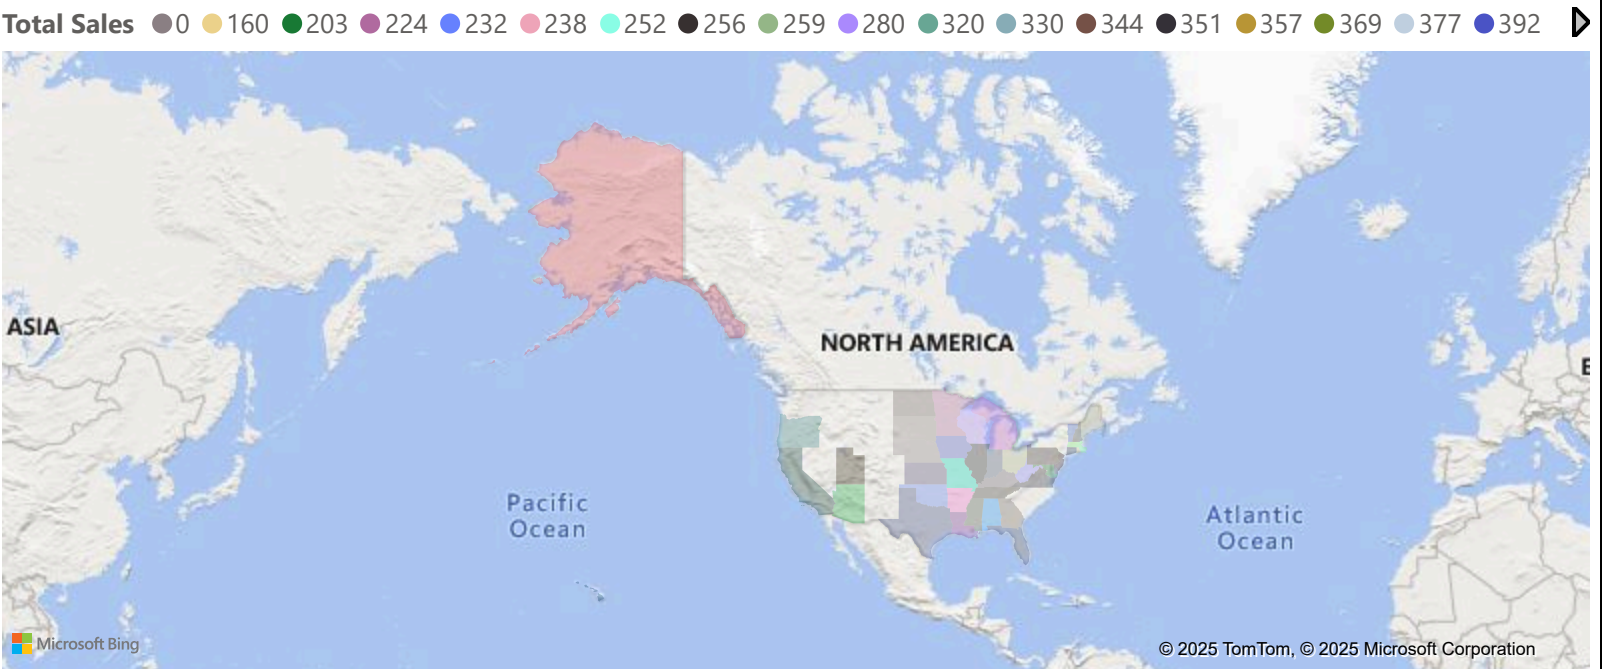 Total Sales 0 160 203 224 232 238 252 256 259 280 320 330 344 351 357 369 377 392
ASIA
NORTH AMERICA
E
Pacific
Ocean
Atlantic
Ocean
Microsoft Bing
© 2025 TomTom, © 2025 Microsoft Corporation